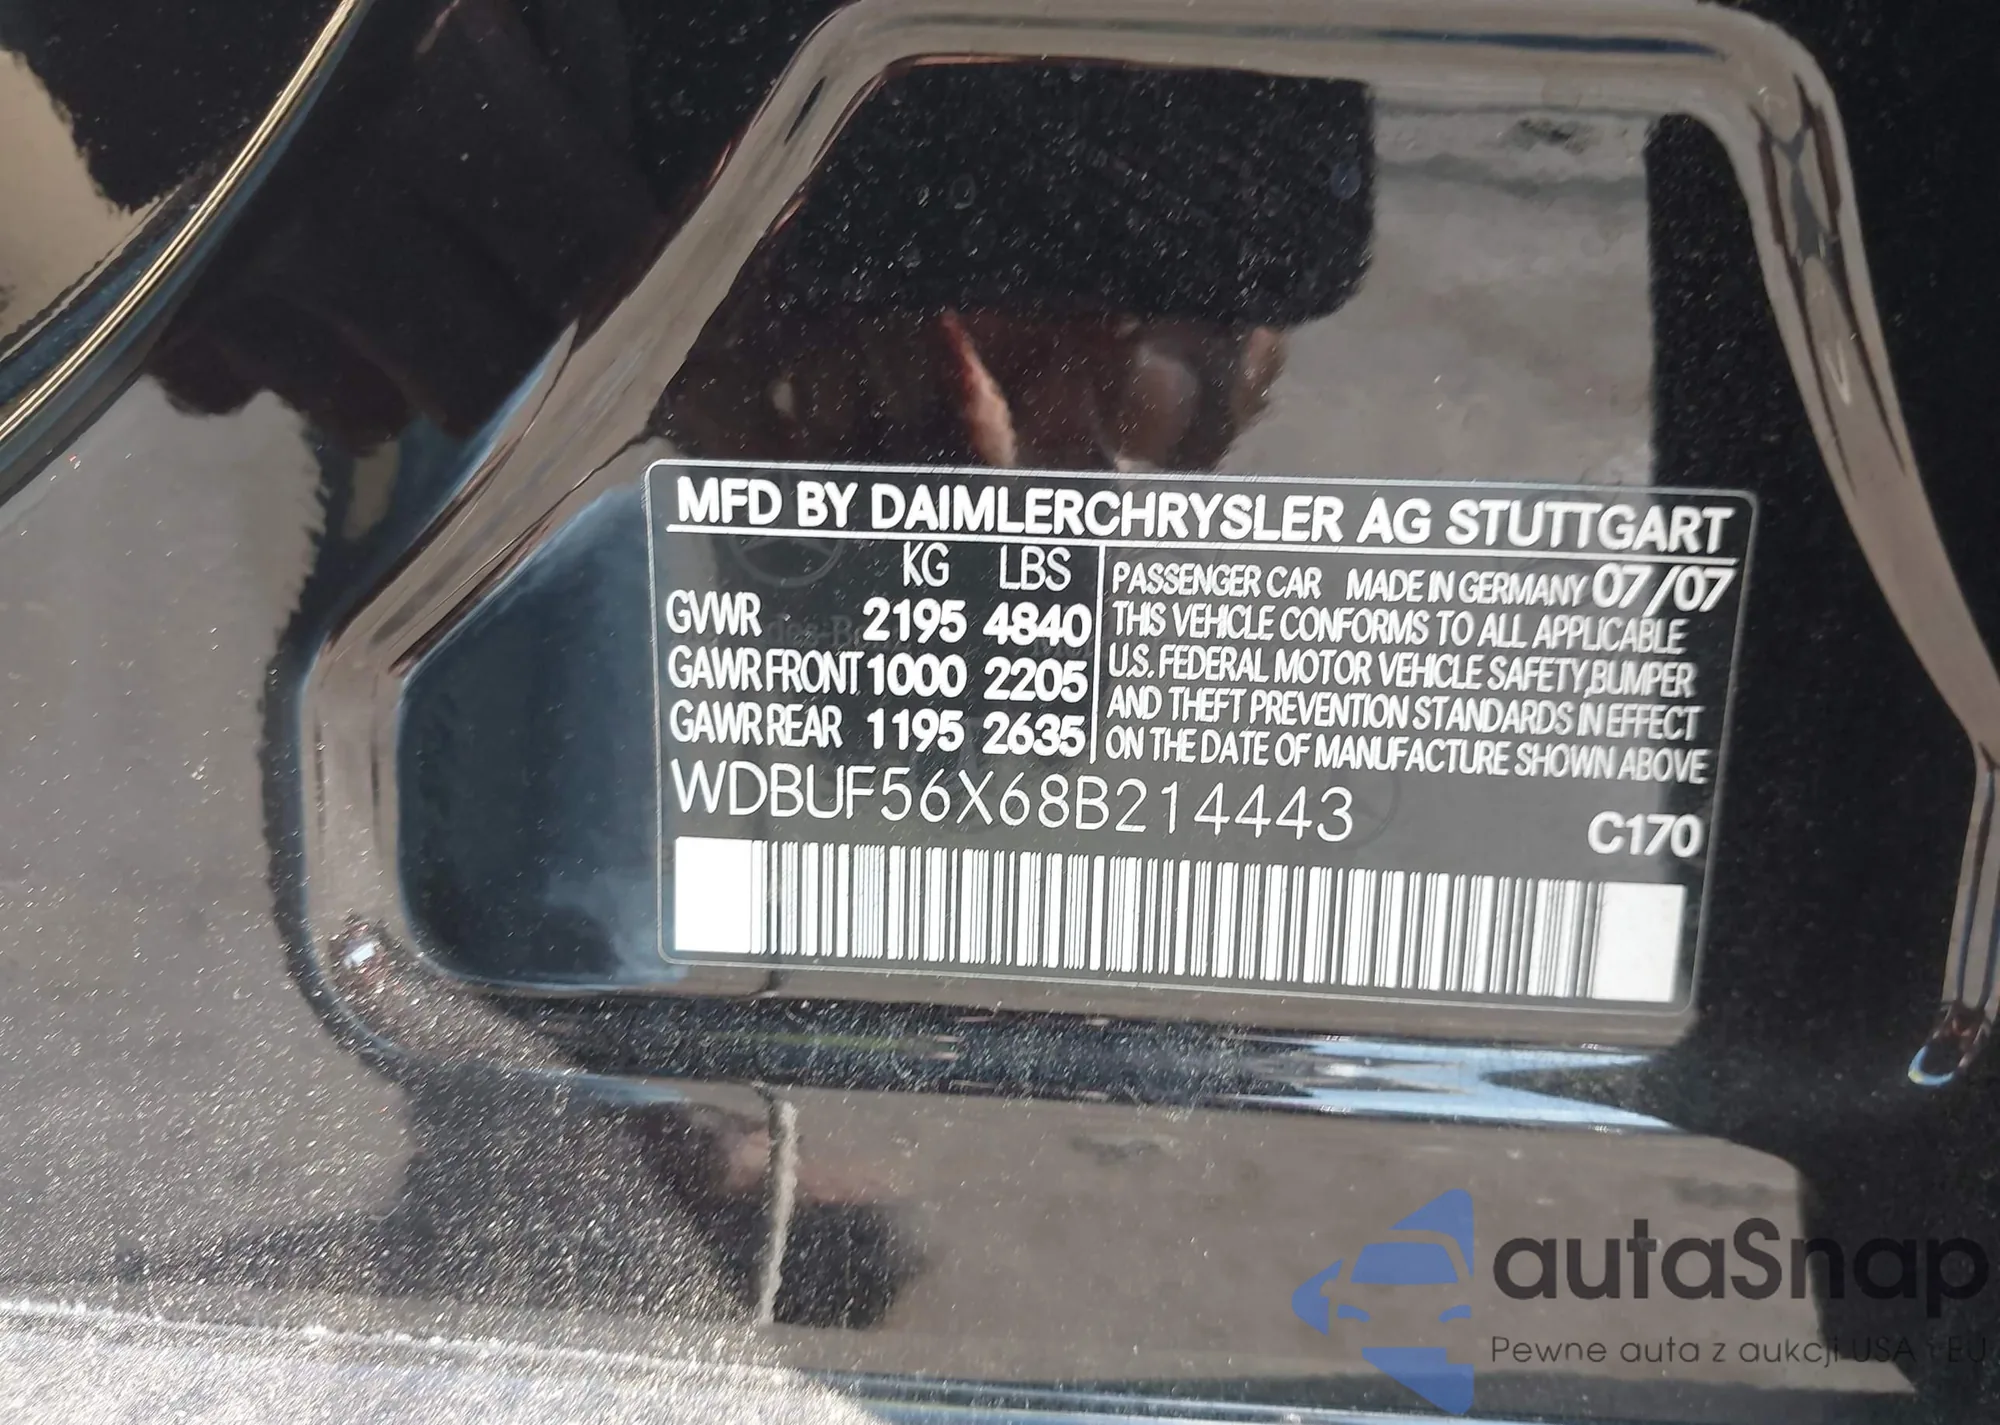 MFD BY DAIMLERCHRYSLER AG STUTTGART
KG LBS
GVWR 2195 4840
GAWR FRONT 1000 2205
GAWR REAR 1195 2635
PASSENGER CAR MADE IN GERMANY 07/07
THIS VEHICLE CONFORMS TO ALL APPLICABLE
U.S. FEDERAL MOTOR VEHICLE SAFETY, BUMPER
AND THEFT PREVENTION STANDARDS IN EFFECT
ON THE DATE OF MANUFACTURE SHOWN ABOVE
WDBUF56X68B214443
C170
autaSnap
Pewne auta z aukcji USA i EU